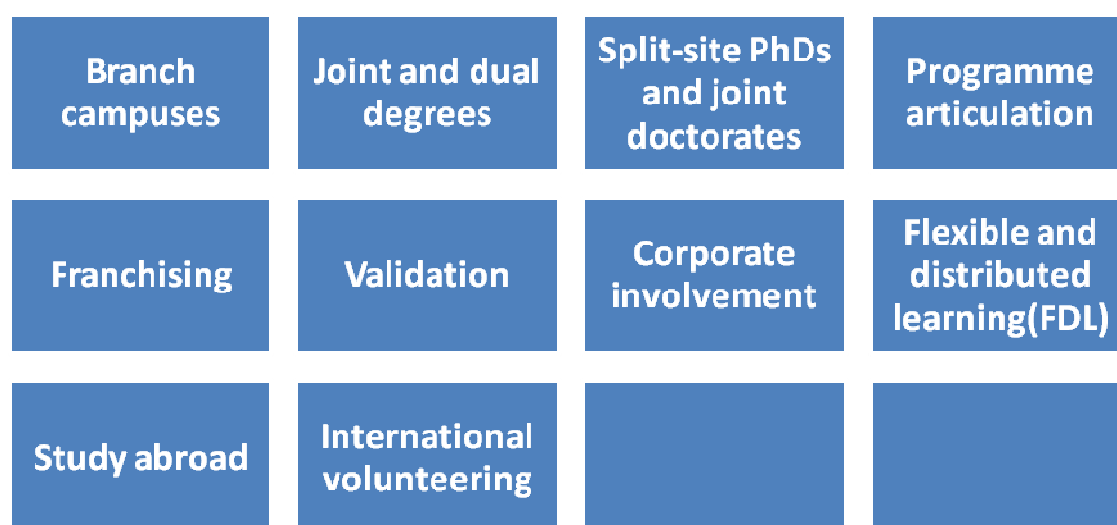 Branch
campuses
Joint and dual
degrees
Split-site PhDs
and joint
doctorates
Programme
articulation
Franchising
Validation
Corporate
involvement
Flexible and
distributed
learning(FDL)
Study abroad
International
volunteering